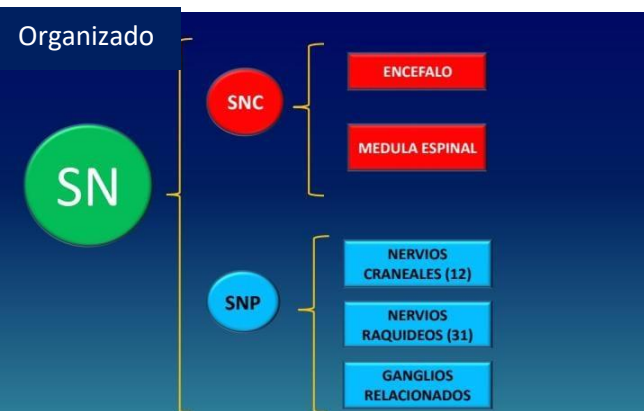 Organizado
SN
SNC
ENCEFALO
MEDULA ESPINAL
SNP
NERVIOS
CRANEALES (12)
NERVIOS
RAQUIDEOS (31)
GANGLIOS
RELACIONADOS